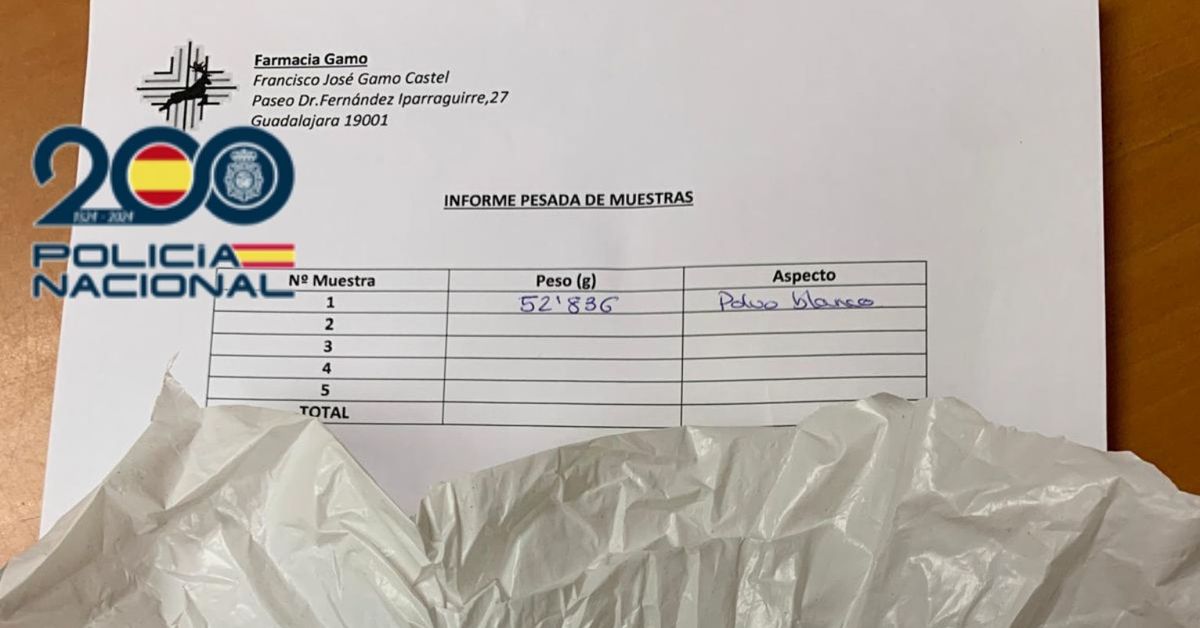 Farmacia Gamo
Francisco José Gamo Castel
Paseo Dr.Fernández Iparraguirre,27
Guadalajara 19001
200
1824 - 2024
POLICÍA
NACIONAL
INFORME PESADA DE MUESTRAS
Nº Muestra Peso (g) Aspecto
1 52'836 Polvo blanco
2
3
4
5
TOTAL